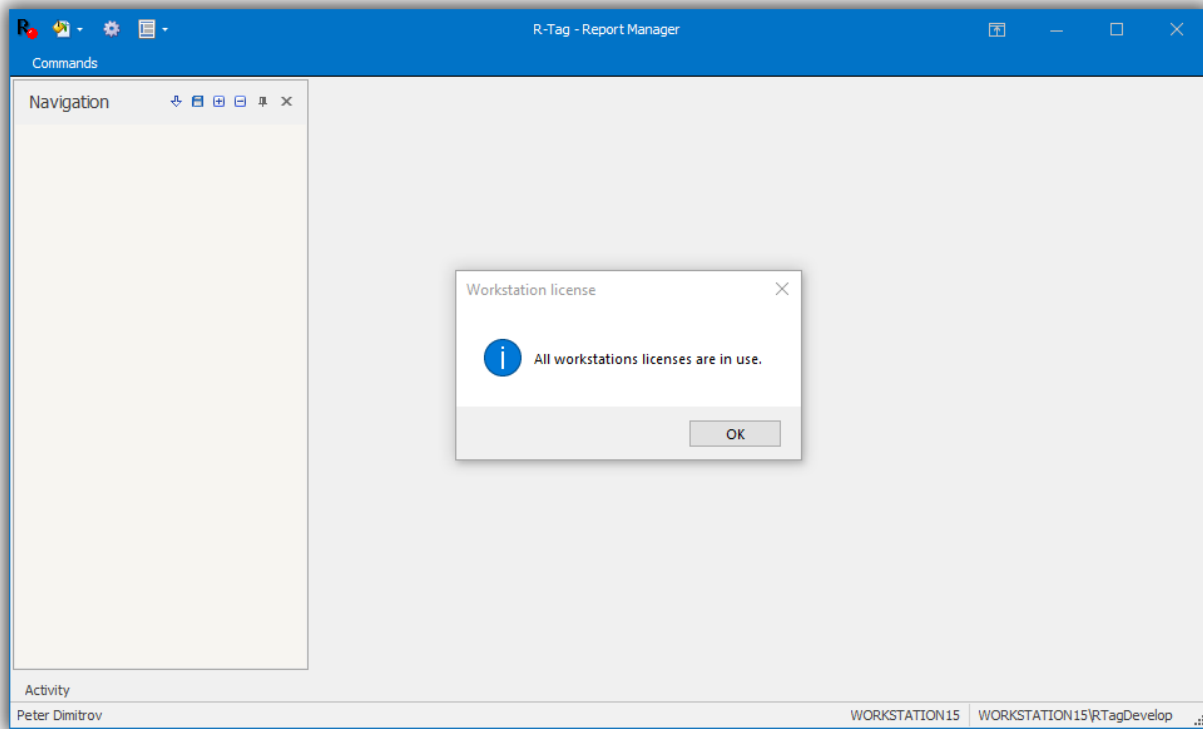 R-Tag - Report Manager
Commands
Navigation
Workstation license
All workstations licenses are in use.
OK
Activity
Peter Dimitrov WORKSTATION15 WORKSTATION15\RTagDevelop